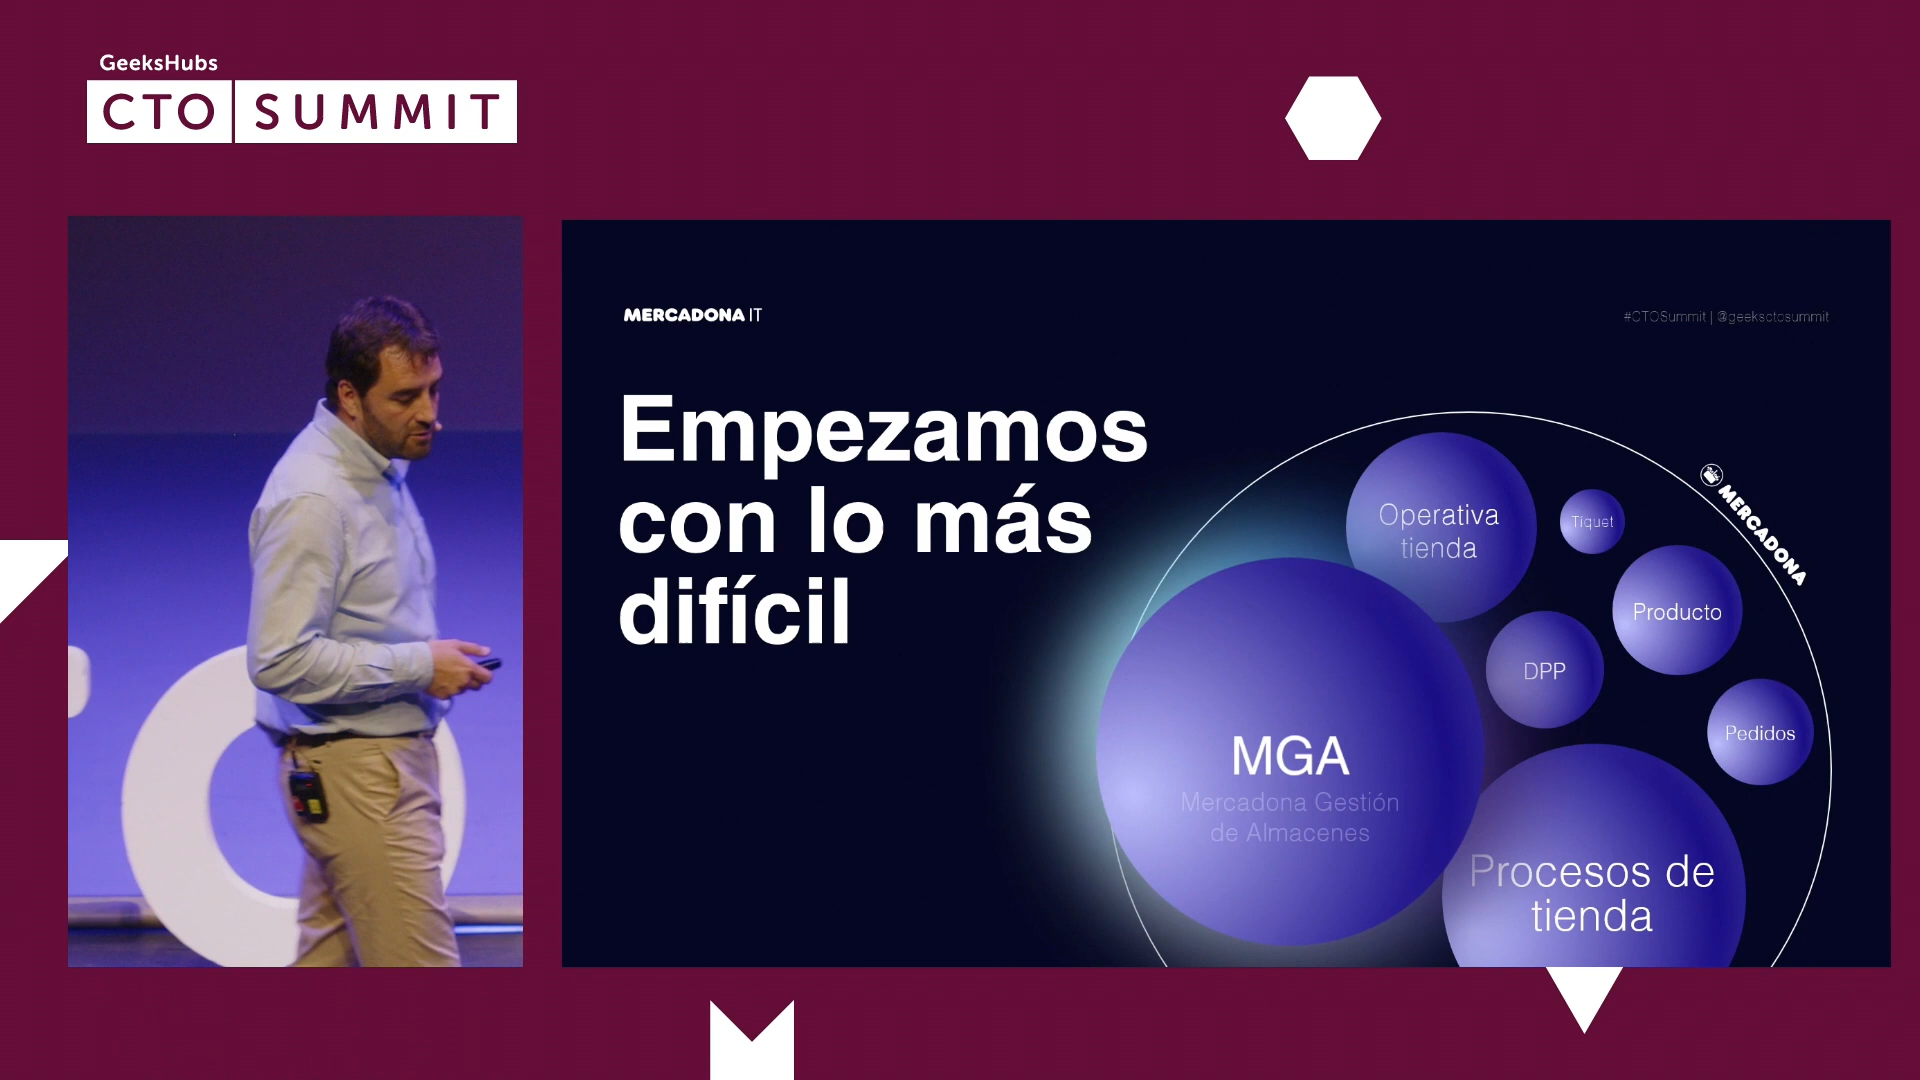 GeeksHubs
CTO SUMMIT
MERCADONA IT
#CTOSummit | @geeksctosummit
Empezamos
con lo más
difícil
MERCADONA
Operativa
tienda
Tíquet
Producto
DPP
Pedidos
MGA
Mercadona Gestión
de Almacenes
Procesos de
tienda